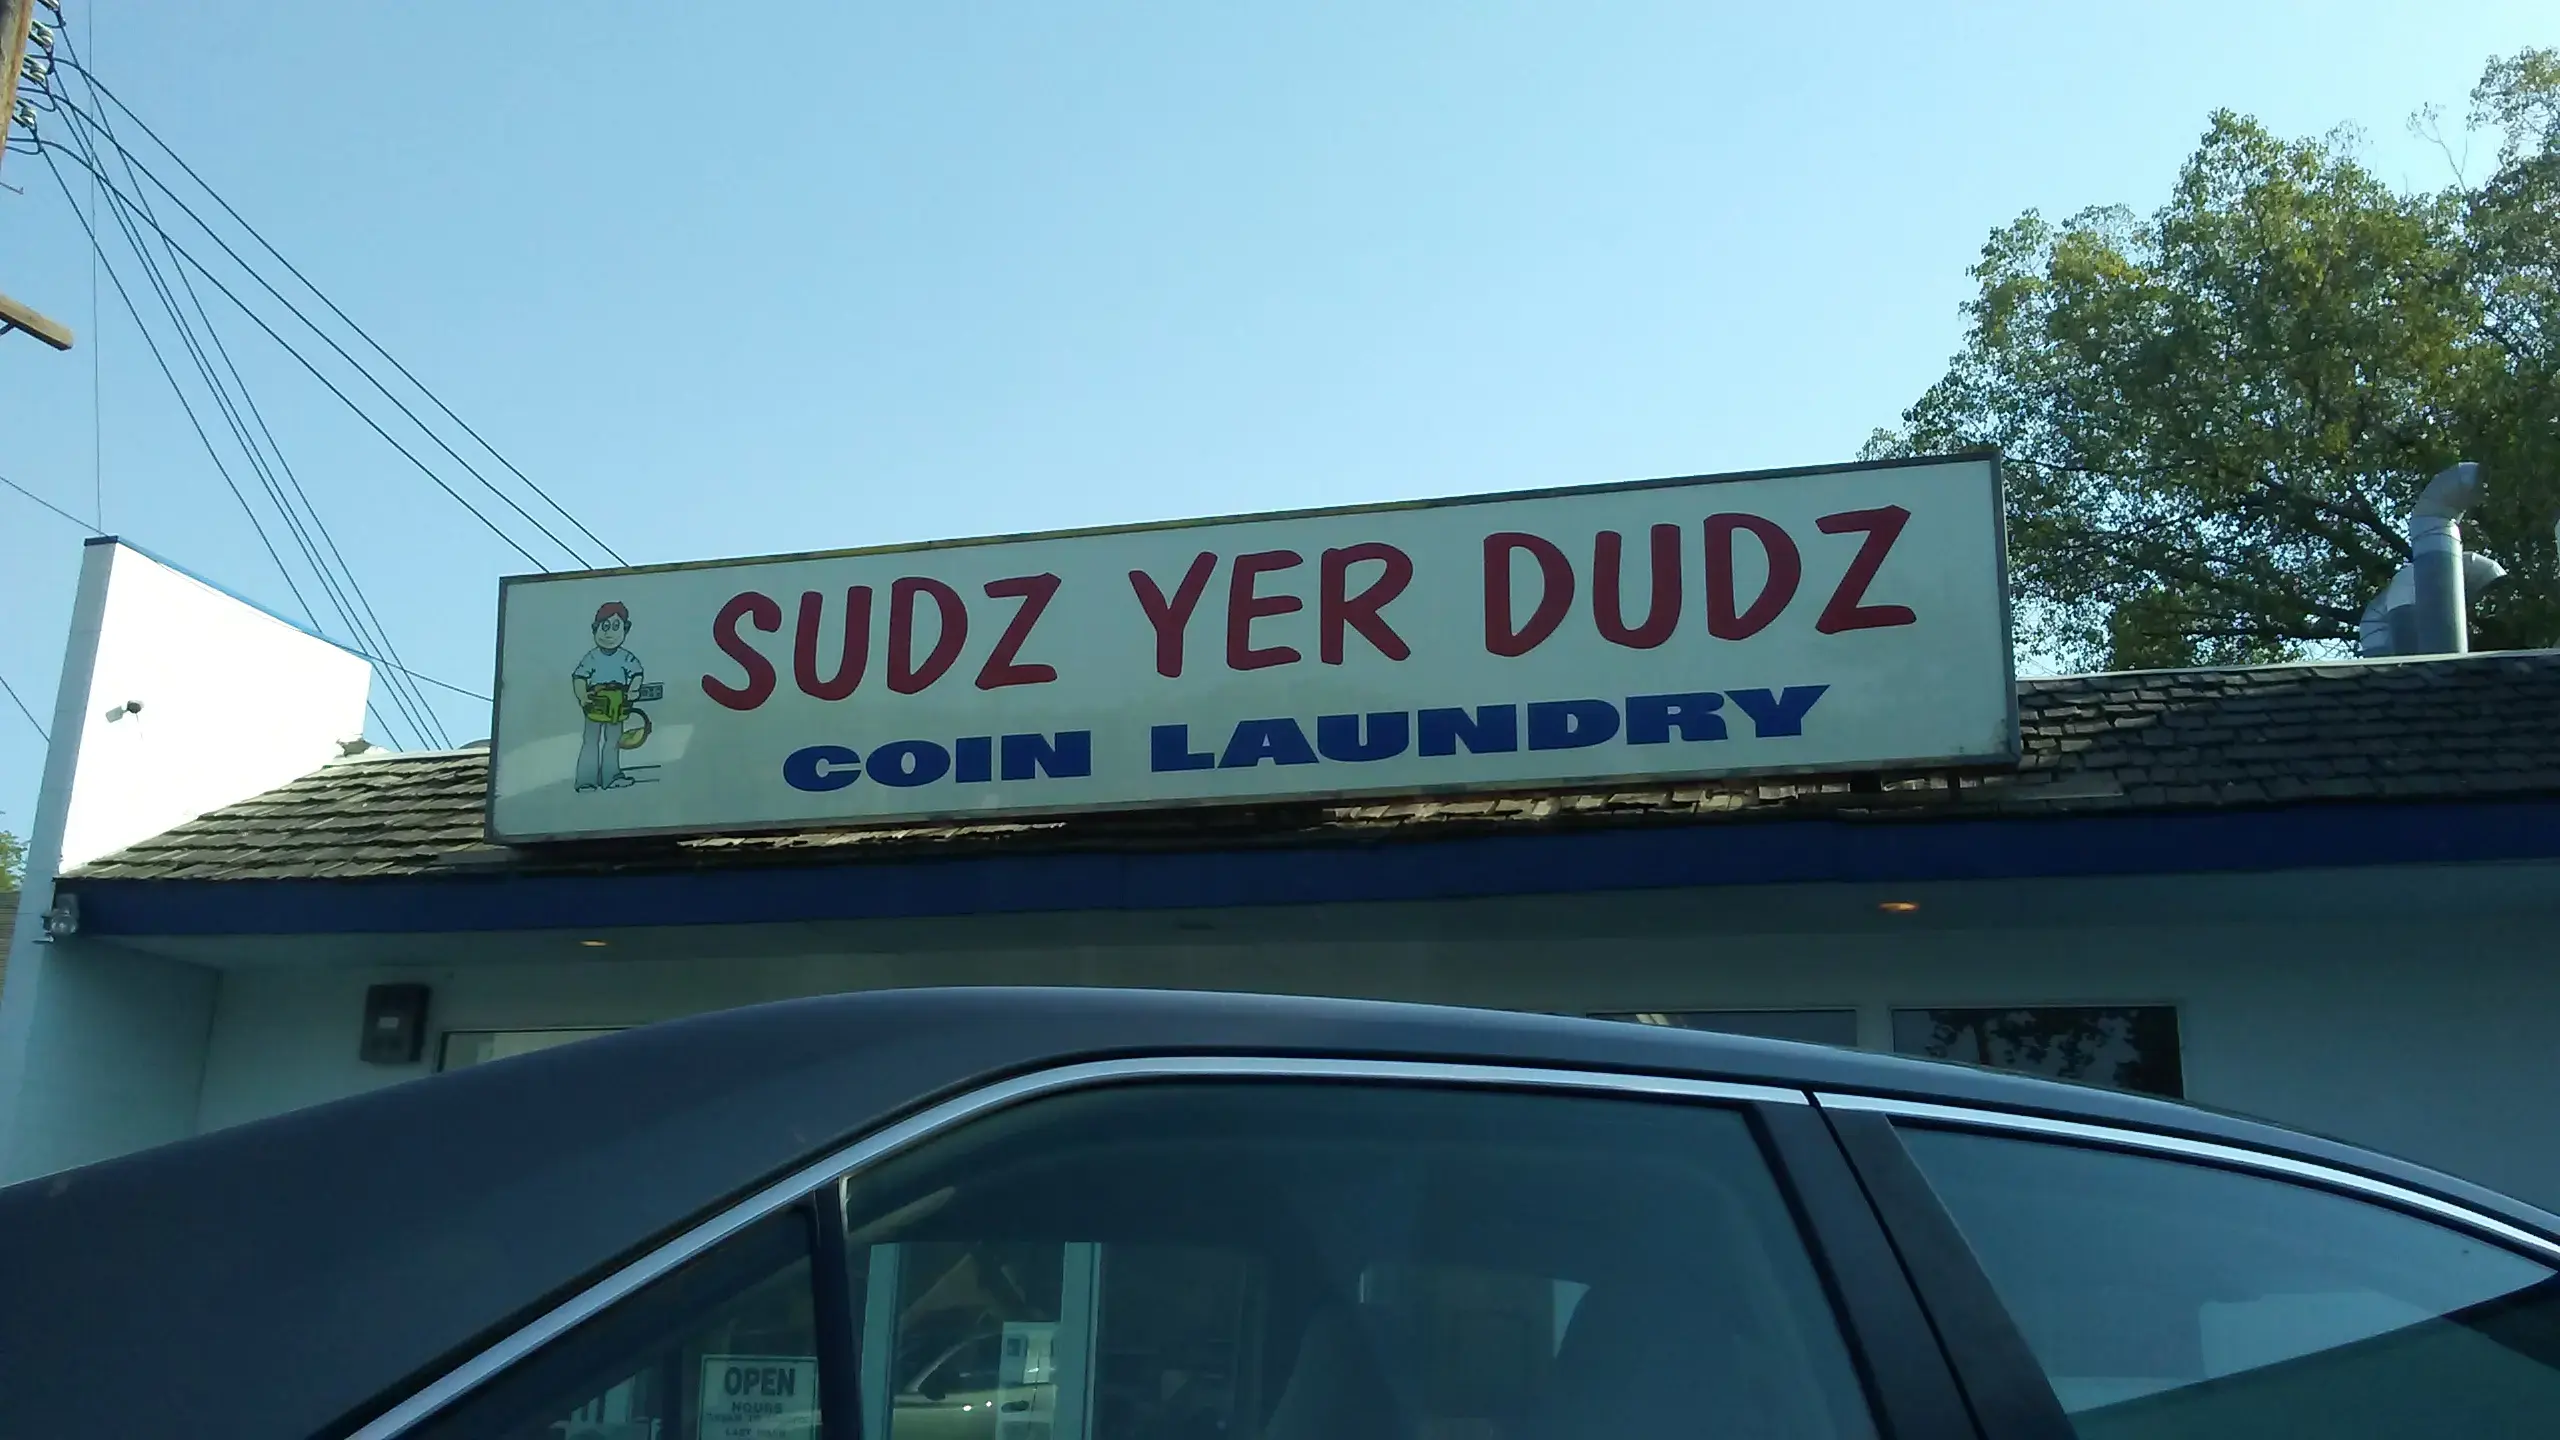 SUDZ YER DUDZ
COIN LAUNDRY
OPEN
HOURS